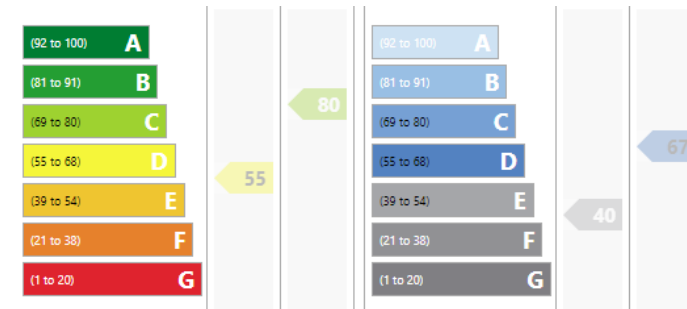 (92 to 100) A
(81 to 91) B
(69 to 80) C
(55 to 68) D
(39 to 54) E
(21 to 38) F
(1 to 20) G
55
80
(92 to 100) A
(81 to 91) B
(69 to 80) C
(55 to 68) D
(39 to 54) E
(21 to 38) F
(1 to 20) G
40
67